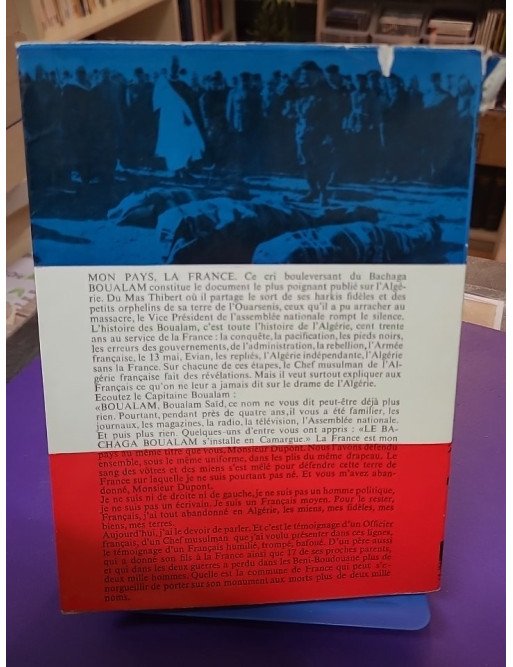 MON PAYS, LA FRANCE. Ce cri bouleversant du Bachaga
BOUALAM constitue le document le plus poignant publié sur l'Algé-
rie. Du Mas Thibert où il partage le sort de ses harkis fidèles et des
petits orphelins de sa terre de l'Ouarsenis, ceux qu'il a pu arracher au
massacre, le Vice Président de l'assemblée nationale rompt le silence.
L'histoire des Boualam, c'est toute l'histoire de l'Algérie, cent trente
ans au service de la France : la conquête, la pacification, les pieds noirs,
les erreurs des gouvernements, de l'administration, la rebellion, l'Armée
française, le 13 mai, Evian, les repliés, l'Algérie indépendante, l'Algérie
sans la France. Sur chacune de ces étapes, le Chef musulman de l'Al-
gérie française fait des révélations. Mais il veut surtout expliquer aux
Français ce qu'on ne leur a jamais dit sur le drame de l'Algérie.
Ecoutez le Capitaine Boualam :
«BOUALAM, Boualam Saïd, ce nom ne vous dit peut-être déjà plus
rien. Pourtant, pendant près de quatre ans, il vous a été familier, les
journaux, les magazines, la radio, la télévision, l'Assemblée nationale.
Et puis plus rien. Quelques-uns d'entre vous ont appris : «LE BA-
CHAGA BOUALAM s'installe en Camargue.» La France est mon
pays au même titre que vous, Monsieur Dupont. Nous l'avons défendu
ensemble, sous le même uniforme, dans les plis du même drapeau. Le
sang des vôtres et des miens s'est mêlé pour défendre cette terre de
France sur laquelle je ne suis pourtant pas né. Et vous m'avez aban-
donné, Monsieur Dupont.
Je ne suis ni de droite ni de gauche, je ne suis pas un homme politique,
je ne suis pas un écrivain. Je suis un Français moyen. Pour le rester,
Français, j'ai tout abandonné en Algérie, les miens, mes fidèles, mes
biens, mes terres.
Aujourd'hui, j'ai le devoir de parler. Et c'est le témoignage d'un Officier
français, d'un Chef musulman que j'ai voulu présenter dans ces lignes,
le témoignage d'un Français humilié, trompé, bafoué. D'un père aussi
qui a donné son fils à la France ainsi que 17 de ses proches parents,
et qui dans les deux guerres a perdu dans les Beni-Boudouane plus de
deux mille hommes. Quelle est la commune de France qui peut s'e-
norgueillir de porter sur son monument aux morts plus de deux mille
noms.